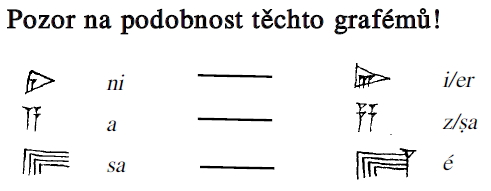 Pozor na podobnost těchto grafémů!
𒉌 ni —— 𒅕 i/er
𒀀 a —— 𒍝 z/ṣa
𒊓 sa —— 𒂍 é